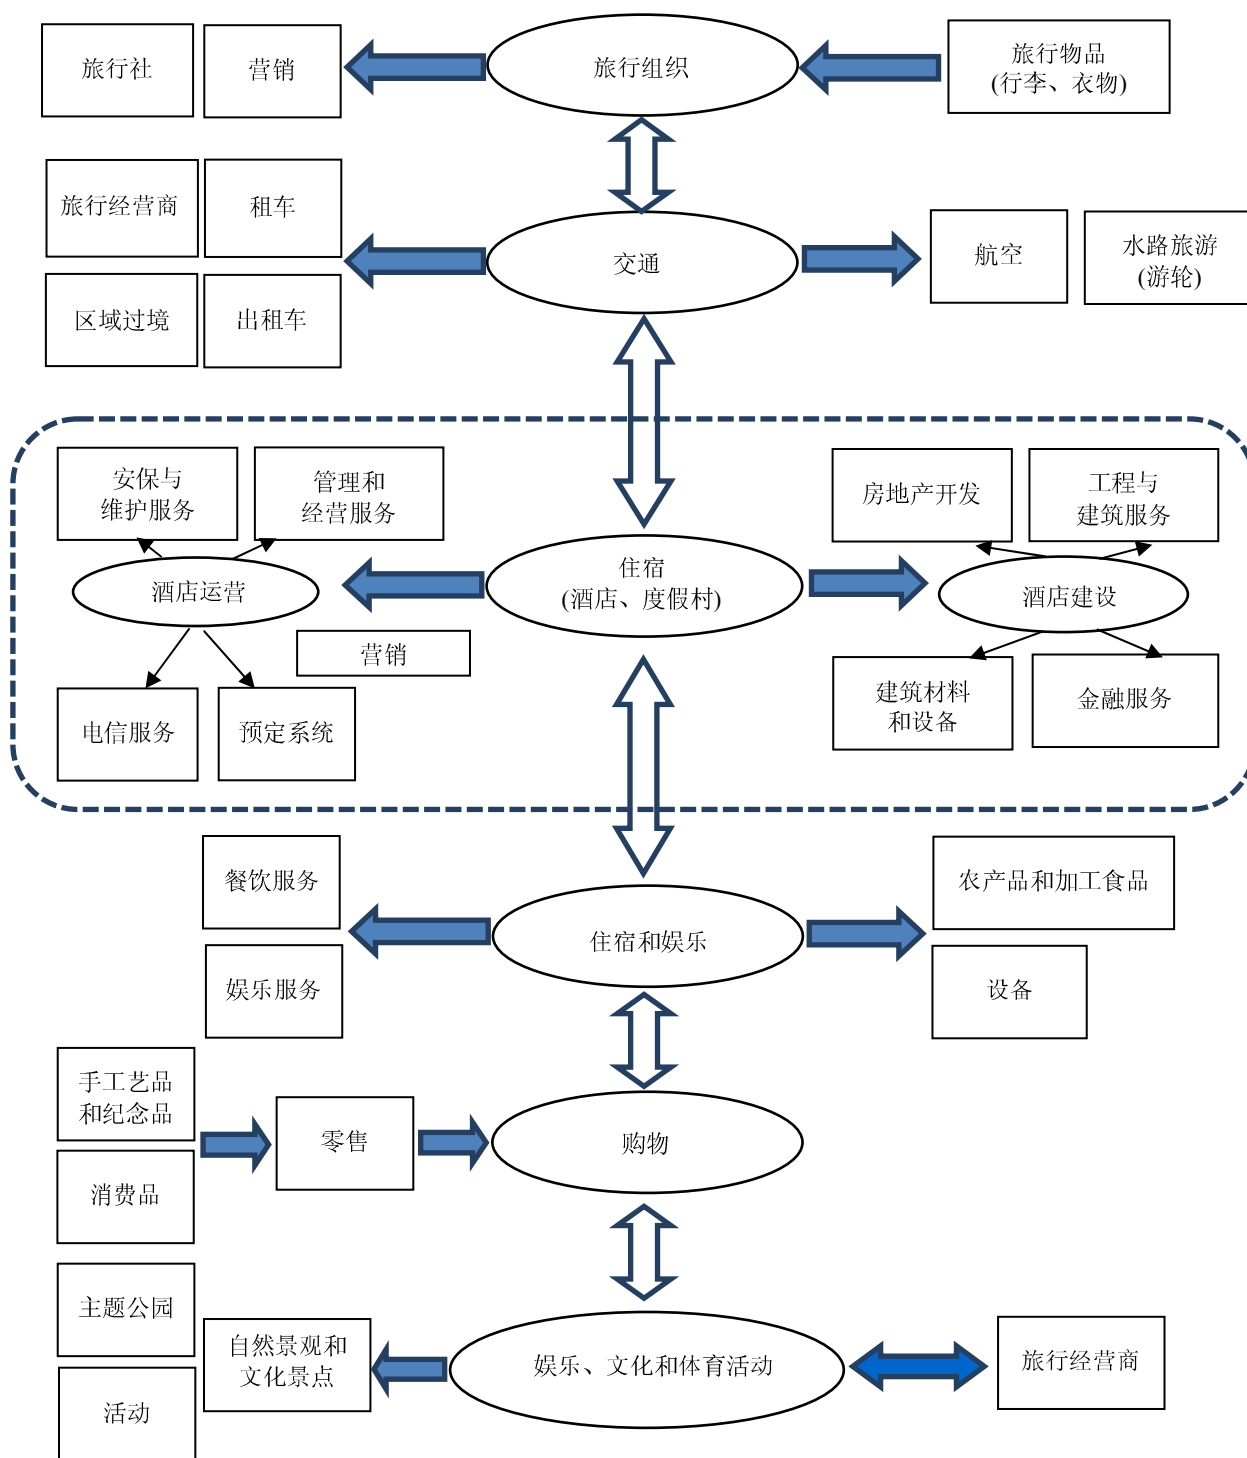 旅行社
营销
旅行组织
旅行物品
(行李、衣物)
旅行经营商
租车
交通
航空
水路旅游
(游轮)
区域过境
出租车
安保与
维护服务
管理和
经营服务
房地产开发
工程与
建筑服务
酒店运营
住宿
(酒店、度假村)
酒店建设
营销
电信服务
预定系统
建筑材料
和设备
金融服务
餐饮服务
住宿和娱乐
农产品和加工食品
娱乐服务
设备
手工艺品
和纪念品
零售
购物
消费品
主题公园
自然景观和
文化景点
娱乐、文化和体育活动
旅行经营商
活动